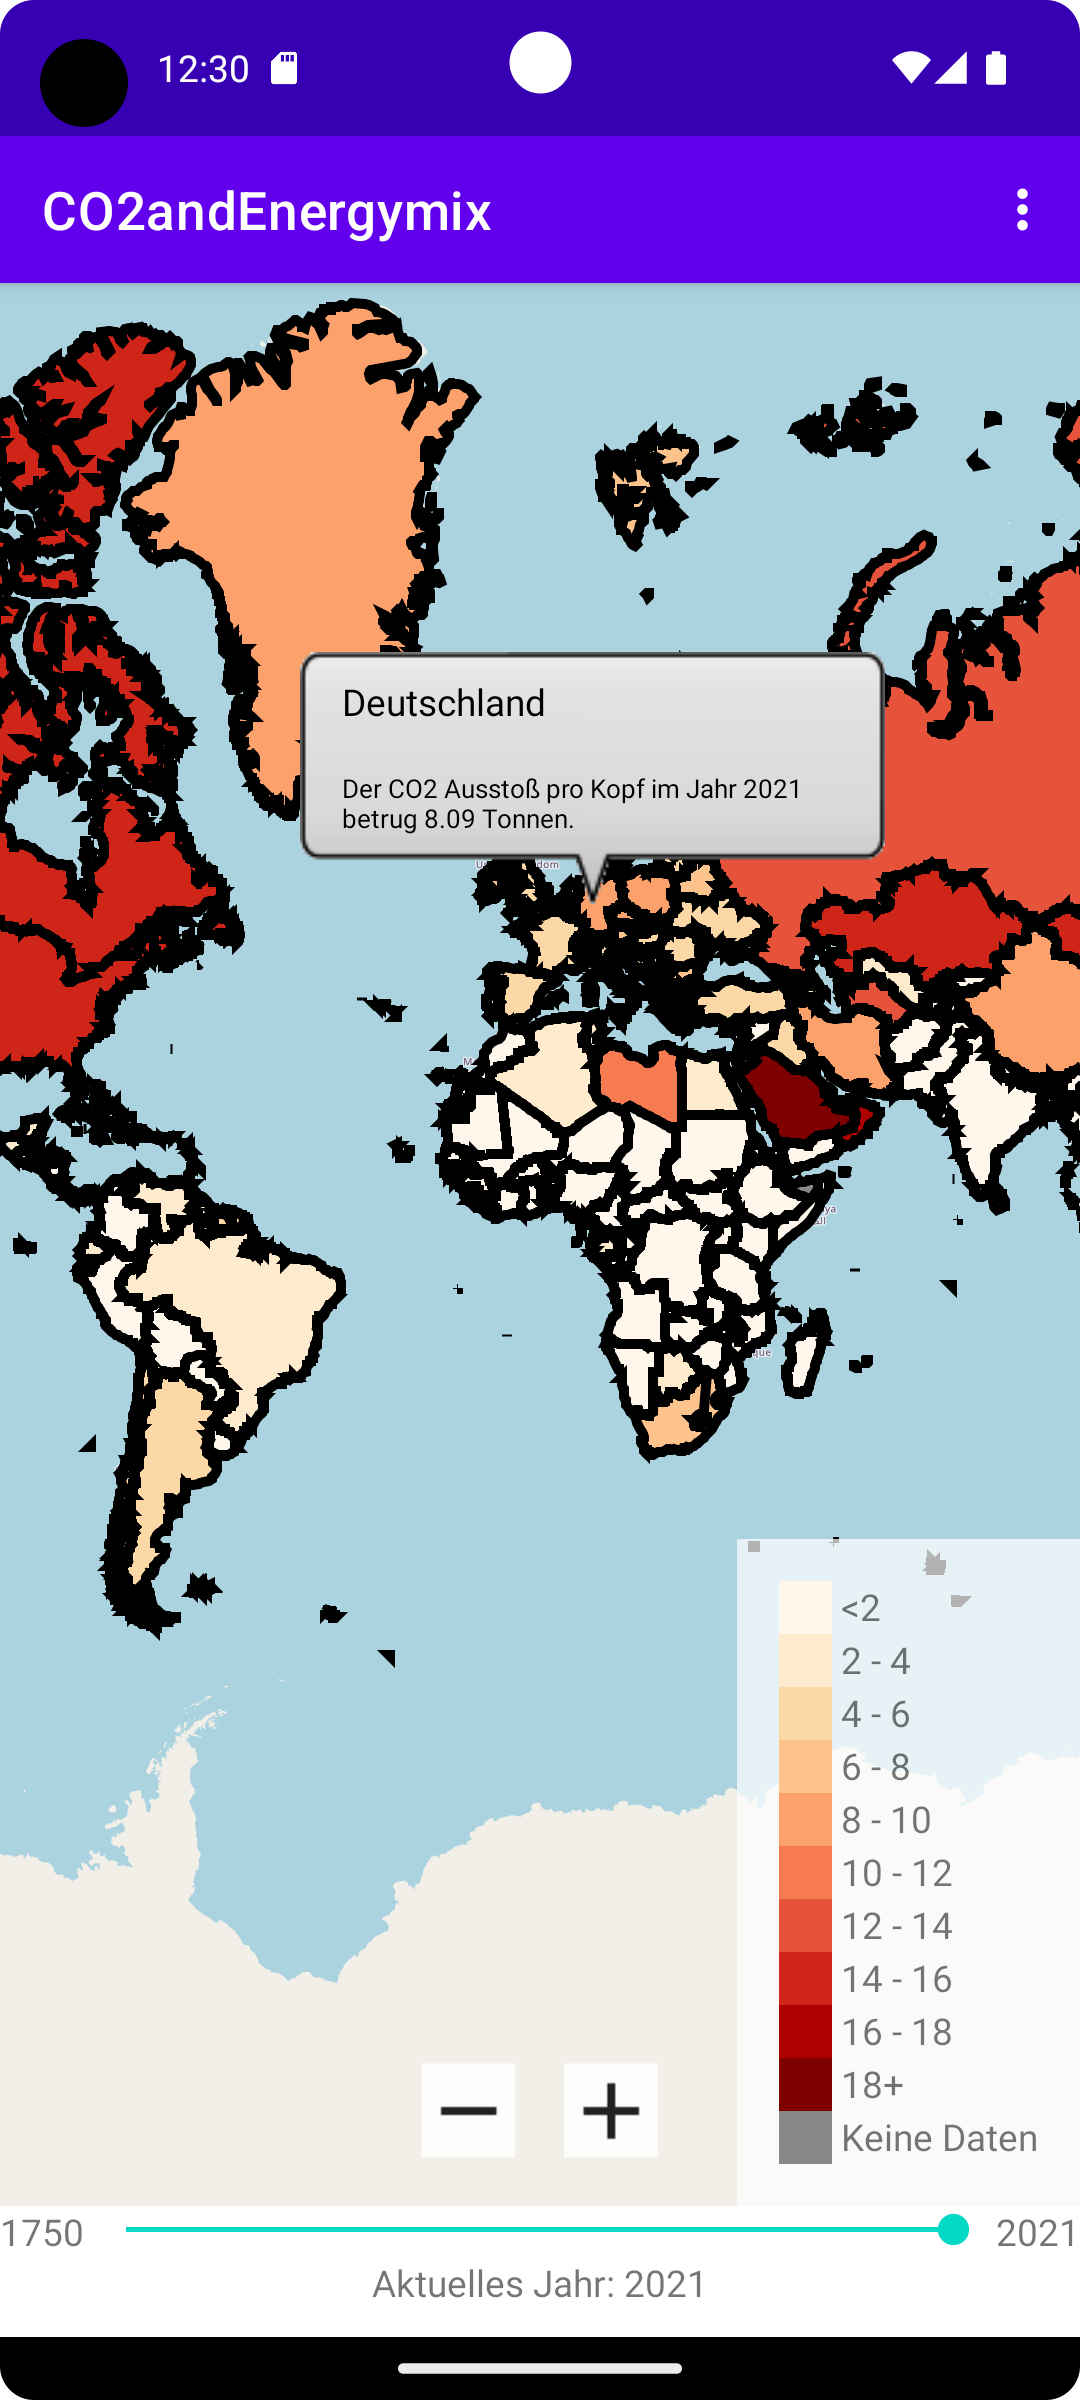 12:30
CO2andEnergymix
Deutschland
Der CO2 Ausstoß pro Kopf im Jahr 2021
betrug 8.09 Tonnen.
<2
2 - 4
4 - 6
6 - 8
8 - 10
10 - 12
12 - 14
14 - 16
16 - 18
18+
Keine Daten
1750
2021
Aktuelles Jahr: 2021